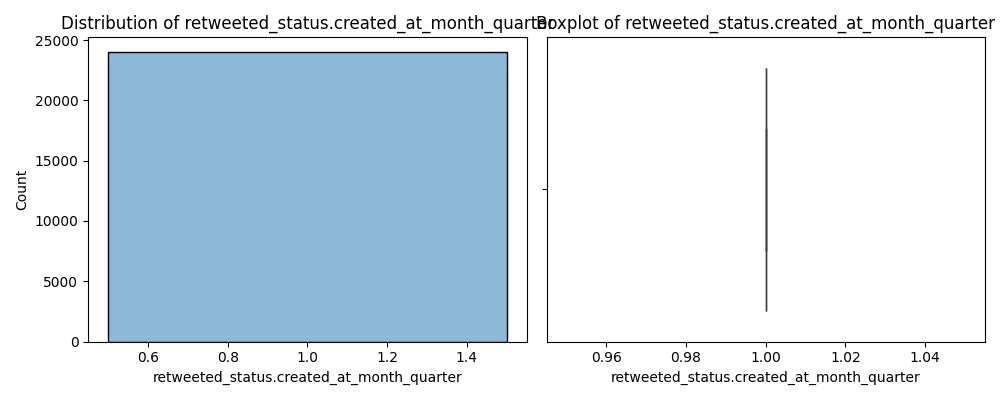 Distribution of retweeted_status.created_at_month_quarter
Boxplot of retweeted_status.created_at_month_quarter
25000
20000
15000
10000
5000
0
Count
0.6 0.8 1.0 1.2 1.4
retweeted_status.created_at_month_quarter
0.96 0.98 1.00 1.02 1.04
retweeted_status.created_at_month_quarter